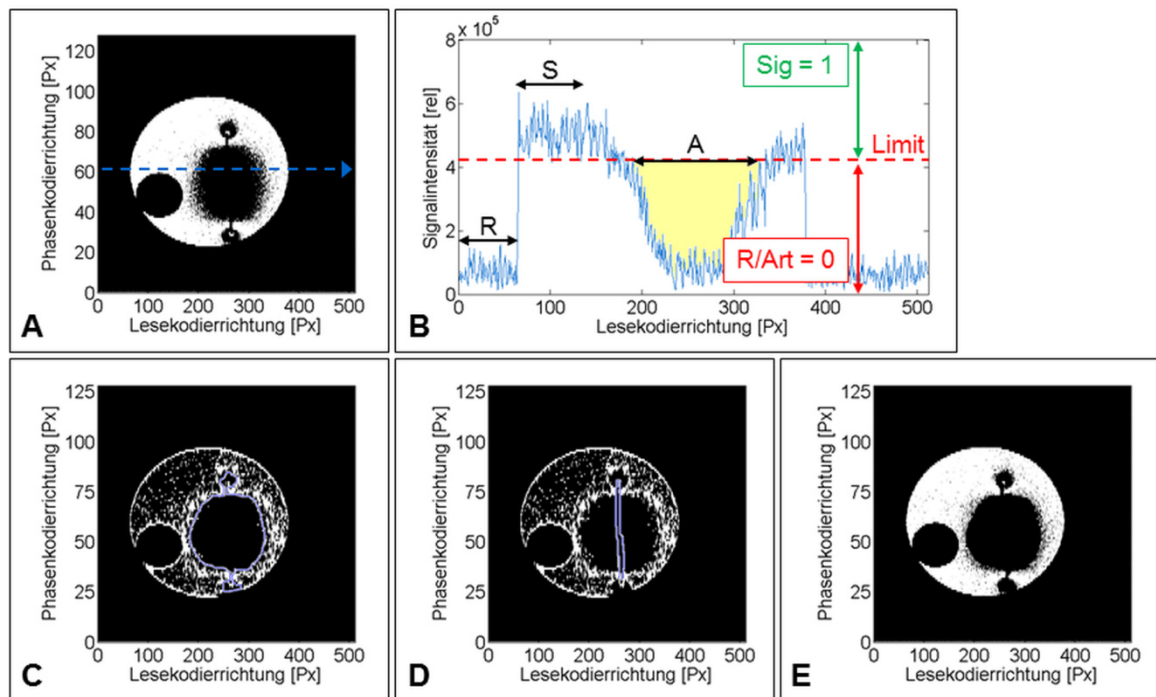 Phasenkodierrichtung [Px]
120
100
80
60
40
20
0
0 100 200 300 400 500
Lesekodierrichtung [Px]
A
x 10^5
Signalintensität [rel]
8
6
4
2
0
S
A
R
Sig = 1
Limit
R/Art = 0
0 100 200 300 400 500
Lesekodierrichtung [Px]
B
Phasenkodierrichtung [Px]
125
100
75
50
25
0
0 100 200 300 400 500
Lesekodierrichtung [Px]
C
Phasenkodierrichtung [Px]
125
100
75
50
25
0
0 100 200 300 400 500
Lesekodierrichtung [Px]
D
Phasenkodierrichtung [Px]
125
100
75
50
25
0
0 100 200 300 400 500
Lesekodierrichtung [Px]
E